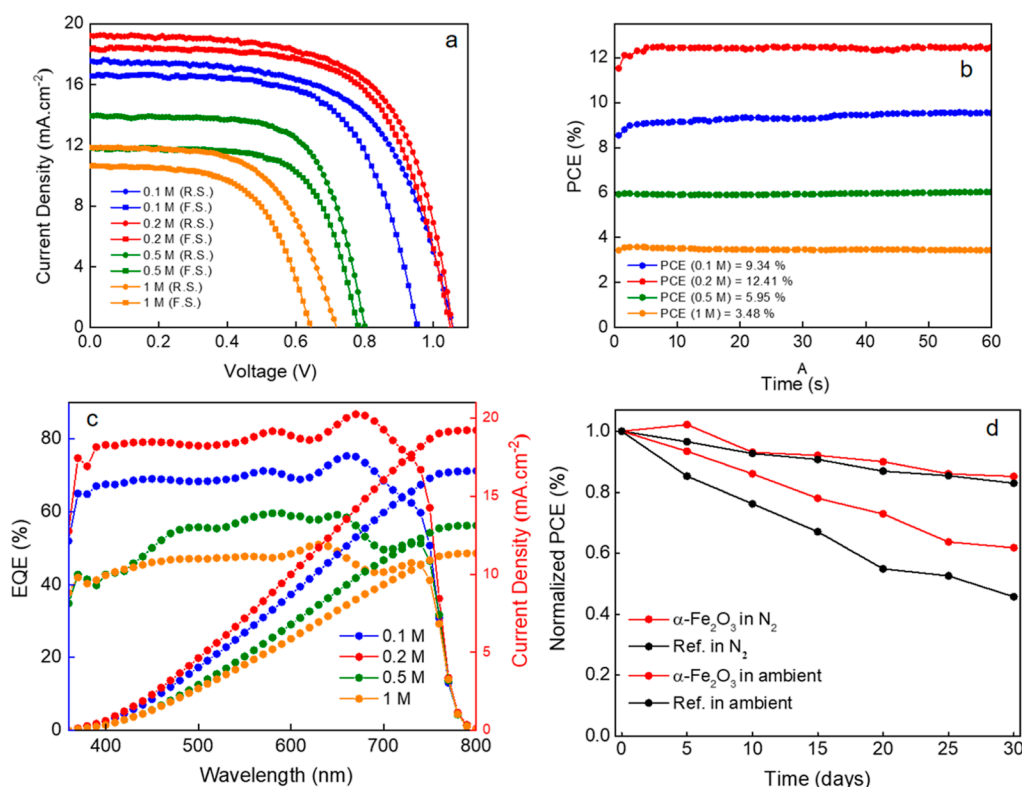 a
20
16
12
8
4
0
Current Density (mA.cm⁻²)
0.1 M (R.S.)
0.1 M (F.S.)
0.2 M (R.S.)
0.2 M (F.S.)
0.5 M (R.S.)
0.5 M (F.S.)
1 M (R.S.)
1 M (F.S.)
0.0 0.2 0.4 0.6 0.8 1.0
Voltage (V)
b
12
10
8
6
4
2
0
PCE (%)
PCE (0.1 M) = 9.34 %
PCE (0.2 M) = 12.41 %
PCE (0.5 M) = 5.95 %
PCE (1 M) = 3.48 %
0 10 20 30 40 50 60
A
Time (s)
c
80
60
40
20
0
EQE (%)
20
15
10
5
0
Current Density (mA.cm⁻²)
0.1 M
0.2 M
0.5 M
1 M
400 500 600 700 800
Wavelength (nm)
d
1.0
0.8
0.6
0.4
0.2
0.0
Normalized PCE (%)
α-Fe₂O₃ in N₂
Ref. in N₂
α-Fe₂O₃ in ambient
Ref. in ambient
0 5 10 15 20 25 30
Time (days)